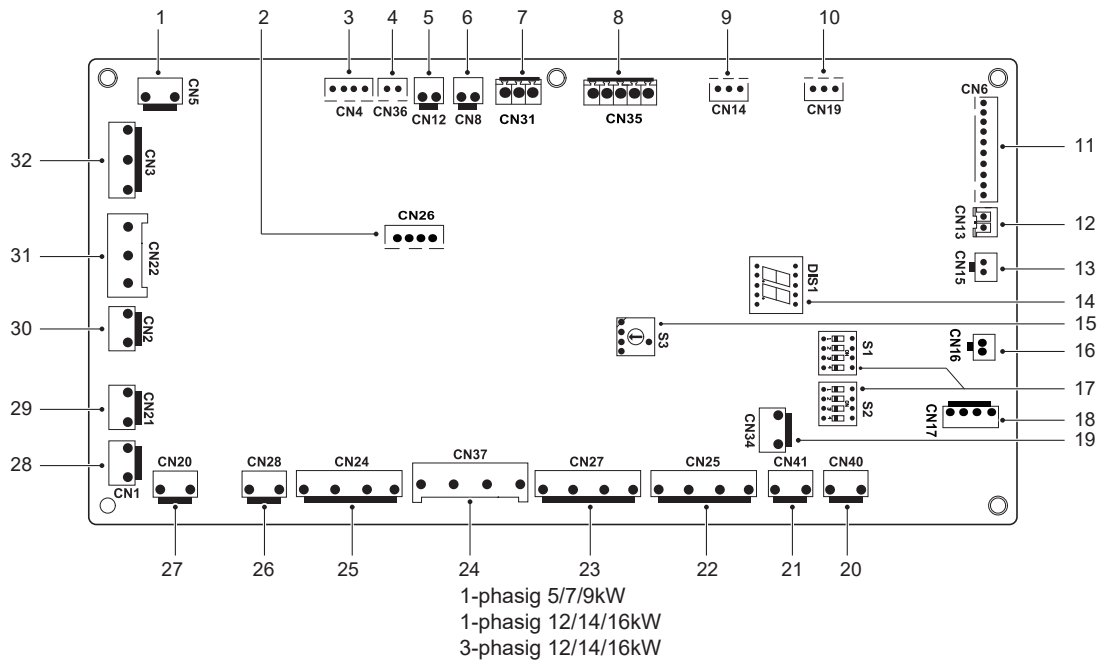 1 2 3 4 5 6 7 8 9 10
CN5
CN4 CN36 CN12 CN8 CN31 CN35 CN14 CN19 CN6
11
32 CN3
CN26
CN13 12
31 CN22
CN15 13
DIS1 14
30 CN2
S3 15
S1
CN16 16
17
29 CN21
S2
CN17 18
CN34 19
28 CN1
CN20 CN28 CN24 CN37 CN27 CN25 CN41 CN40
27 26 25 24 23 22 21 20
1-phasig 5/7/9kW
1-phasig 12/14/16kW
3-phasig 12/14/16kW